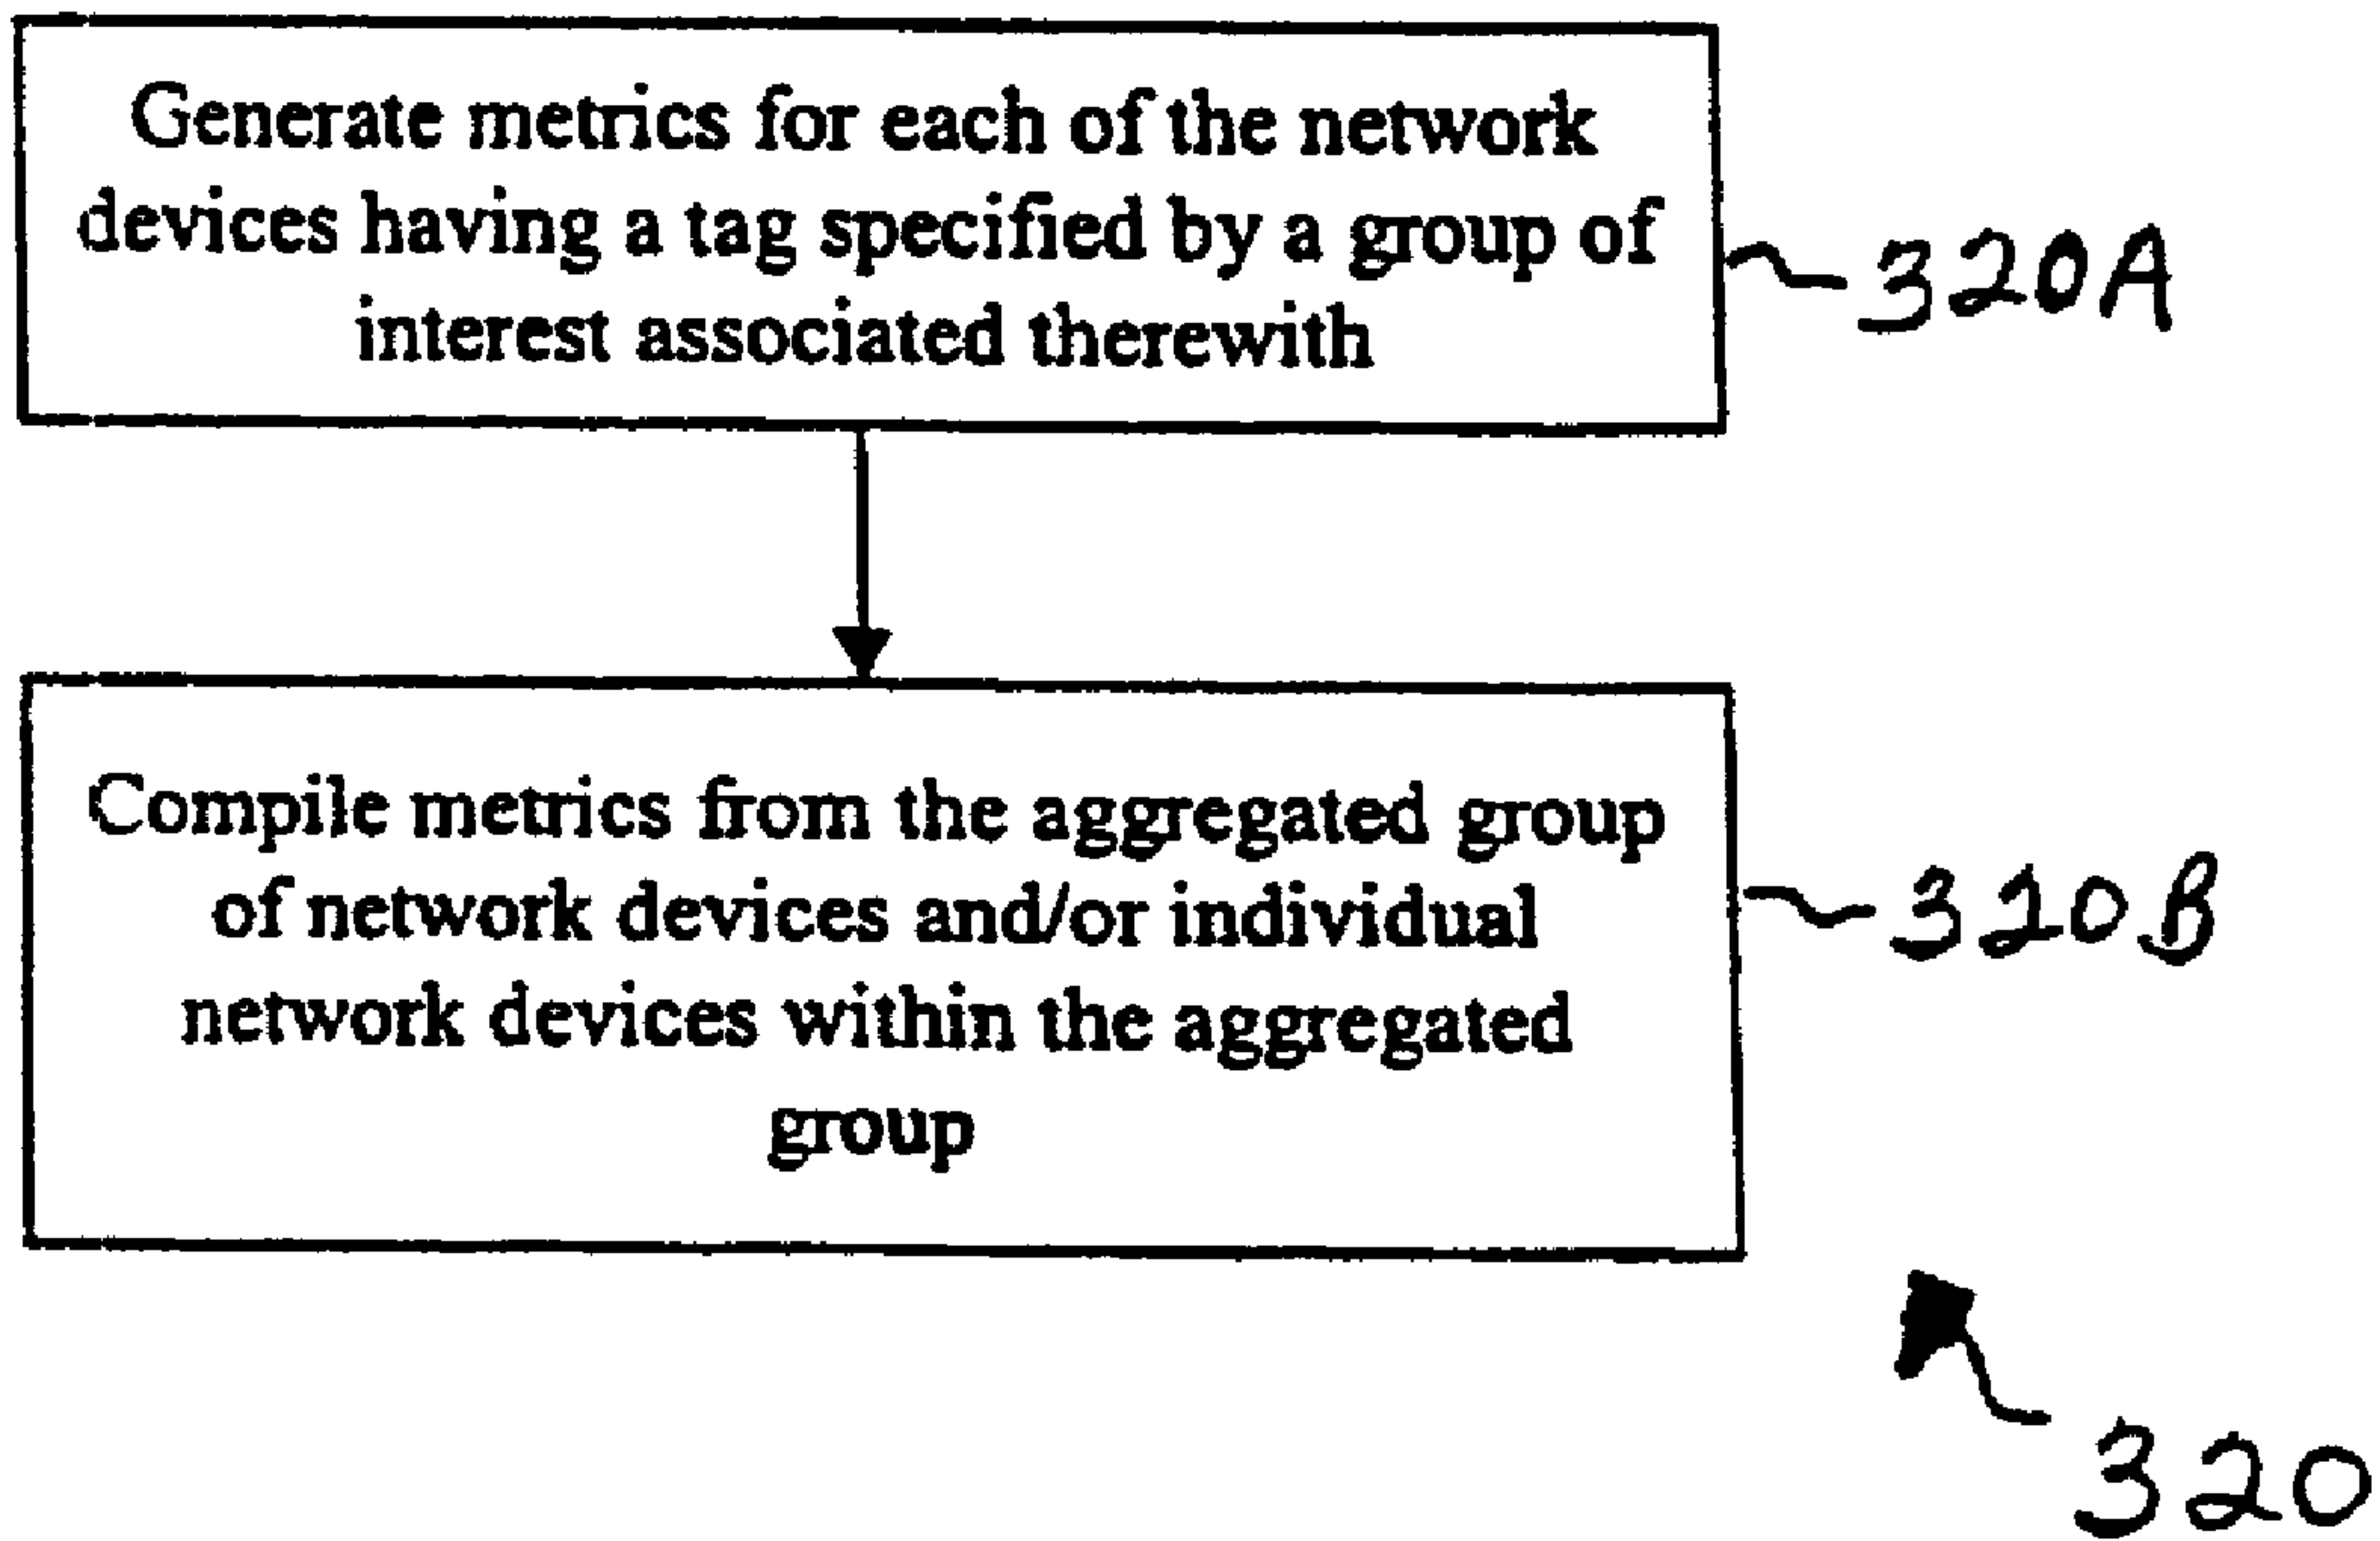 Generate metrics for each of the network
devices having a tag specified by a group of
interest associated therewith
320A
Compile metrics from the aggregated group
of network devices and/or individual
network devices within the aggregated
group
320B
320